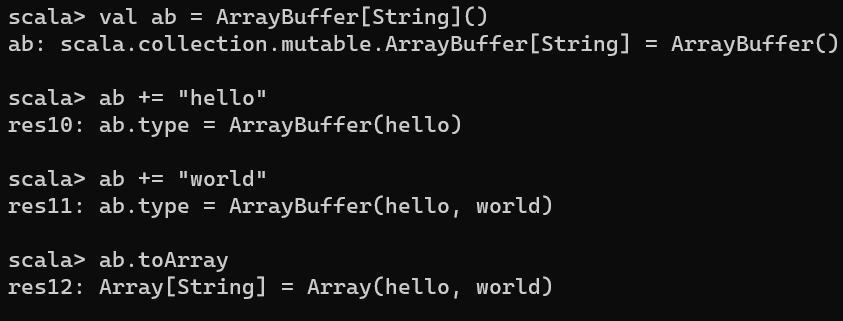 scala> val ab = ArrayBuffer[String]()
ab: scala.collection.mutable.ArrayBuffer[String] = ArrayBuffer()
scala> ab += "hello"
res10: ab.type = ArrayBuffer(hello)
scala> ab += "world"
res11: ab.type = ArrayBuffer(hello, world)
scala> ab.toArray
res12: Array[String] = Array(hello, world)